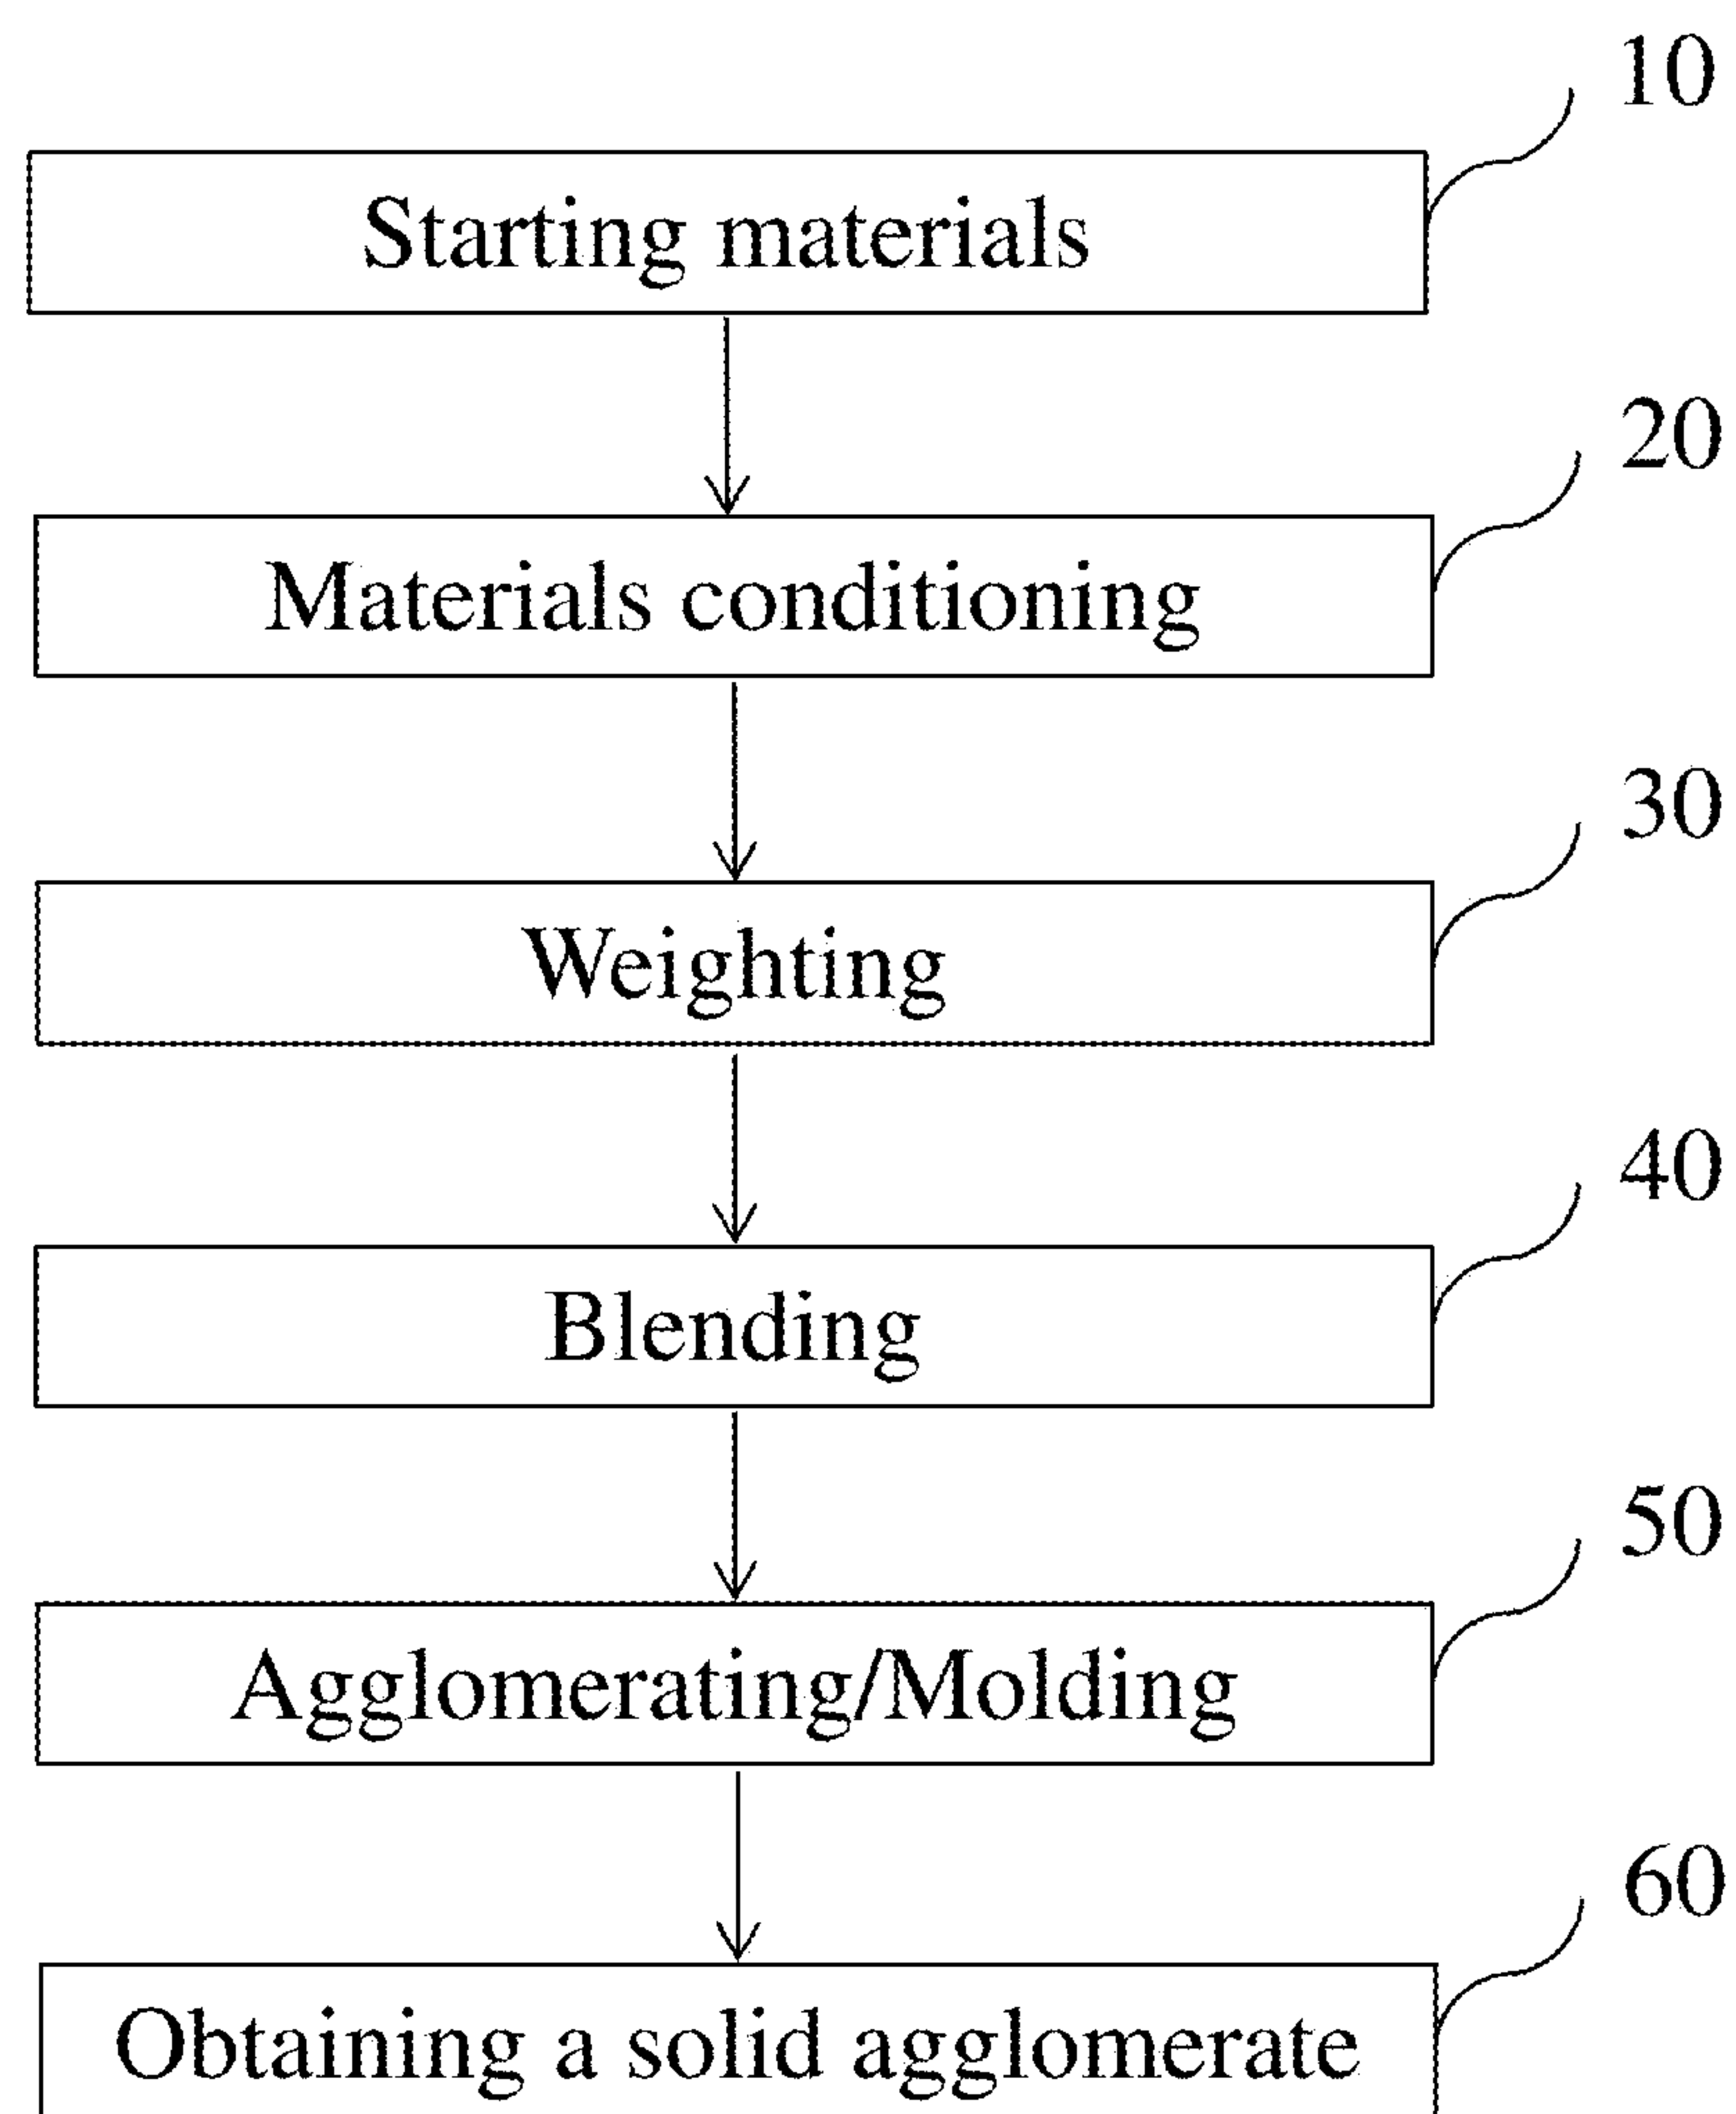 10
Starting materials
20
Materials conditioning
30
Weighting
40
Blending
50
Agglomerating/Molding
60
Obtaining a solid agglomerate